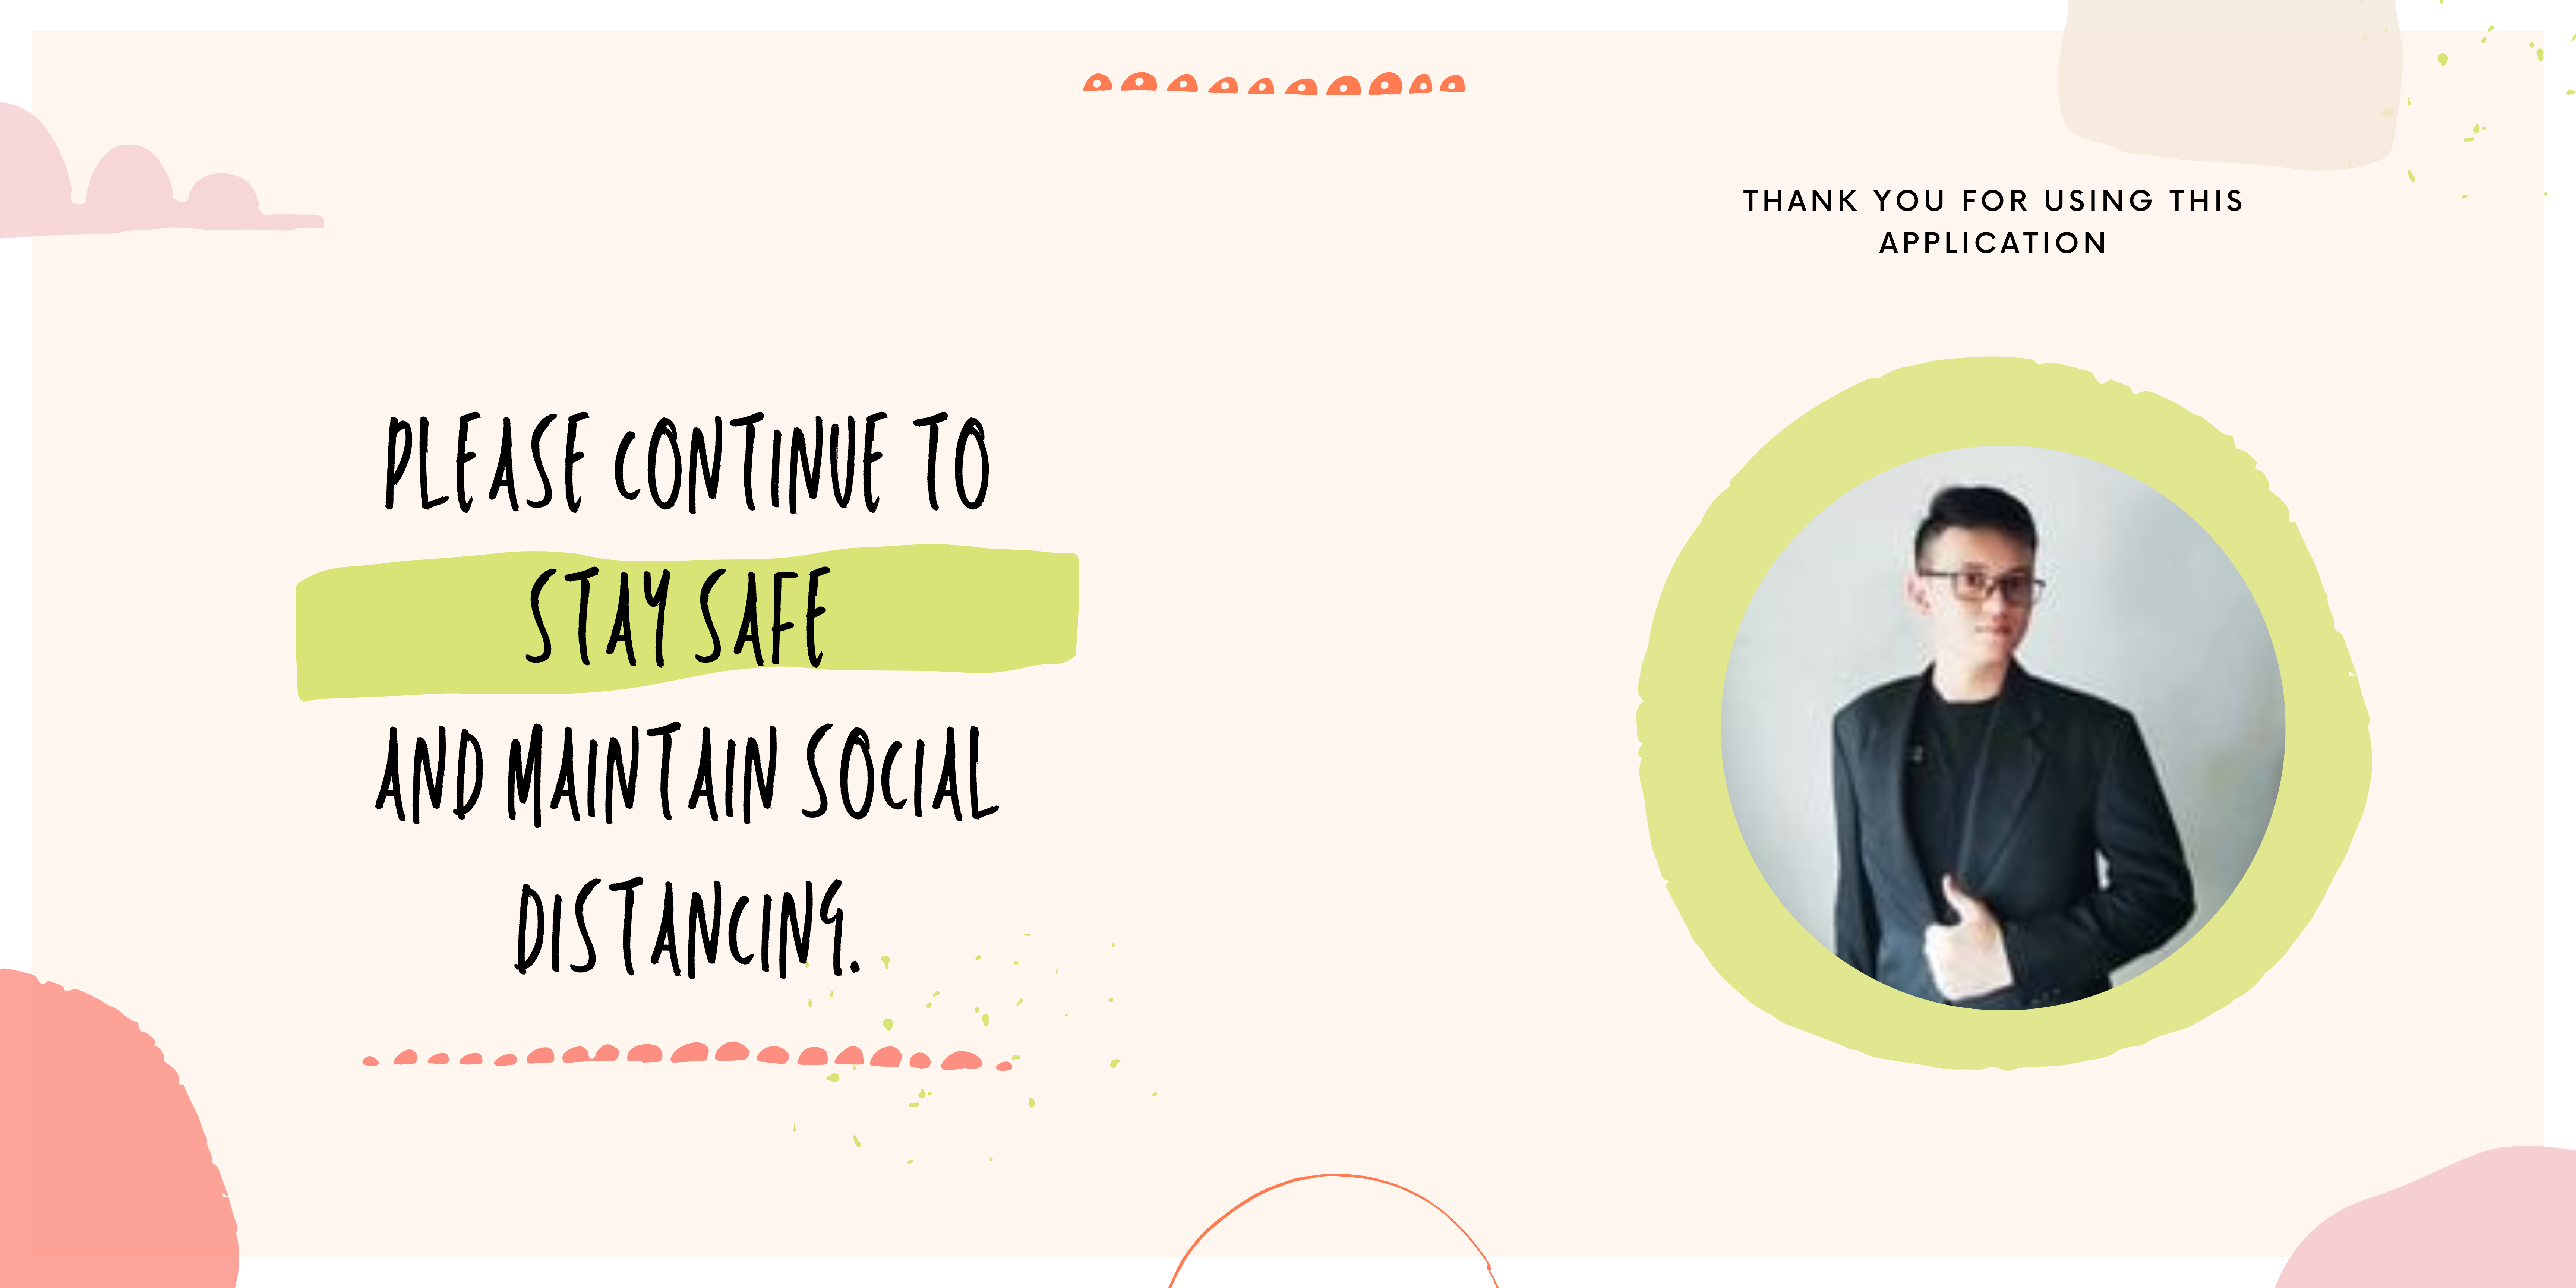 THANK YOU FOR USING THIS
APPLICATION
PLEASE CONTINUE TO
STAY SAFE
AND MAINTAIN SOCIAL
DISTANCING.